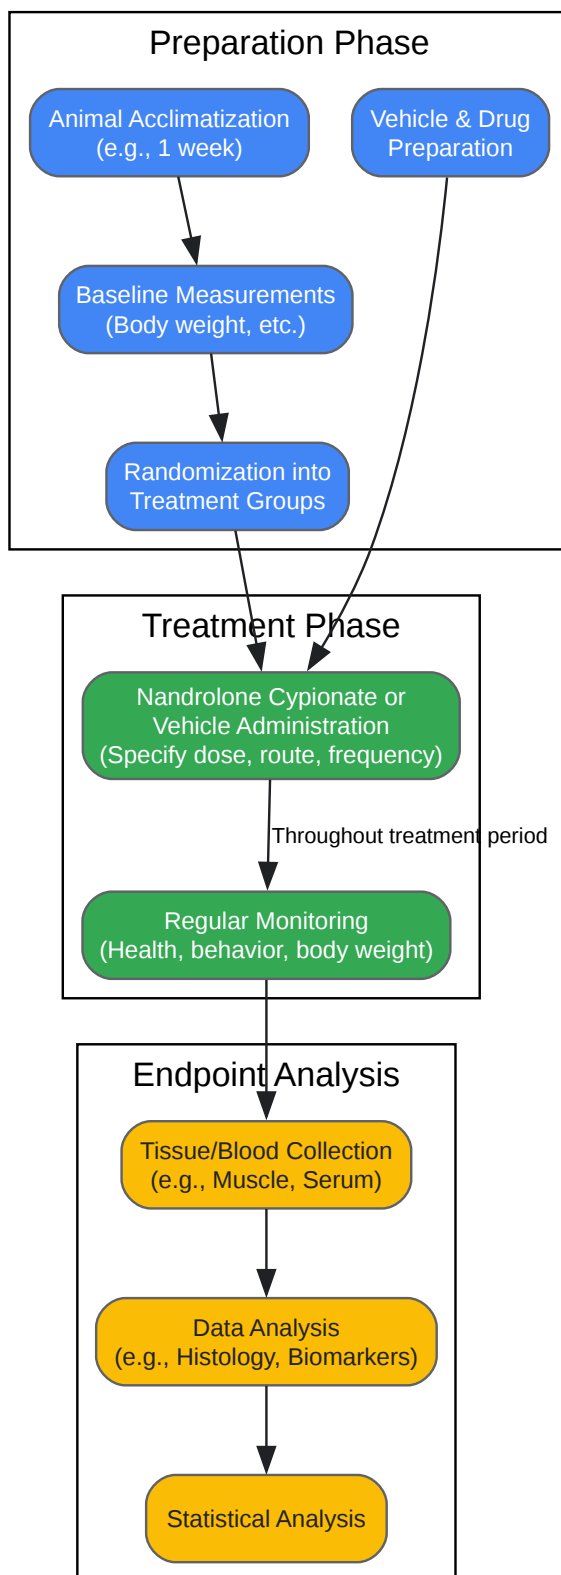 Preparation Phase
Animal Acclimatization
(e.g., 1 week)
Vehicle & Drug
Preparation
Baseline Measurements
(Body weight, etc.)
Randomization into
Treatment Groups
Treatment Phase
Nandrolone Cypionate or
Vehicle Administration
(Specify dose, route, frequency)
Throughout treatment period
Regular Monitoring
(Health, behavior, body weight)
Endpoint Analysis
Tissue/Blood Collection
(e.g., Muscle, Serum)
Data Analysis
(e.g., Histology, Biomarkers)
Statistical Analysis